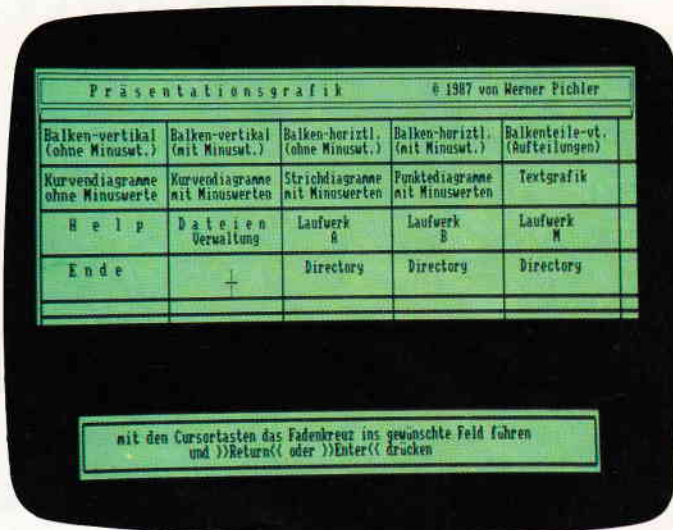 Präsentationsgrafik © 1987 von Werner Pichler
Balken-vertikal Balken-vertikal Balken-horiztl. Balken-horiztl. Balkenteile-vt.
(ohne Minuswt.) (mit Minuswt.) (ohne Minuswt.) (mit Minuswt.) (Aufteilungen)
Kurvendiagramme Kurvendiagramme Strichdiagramme Punktediagramme Textgrafik
ohne Minuswerte mit Minuswerten mit Minuswerten mit Minuswerten
Help Dateien Laufwerk Laufwerk Laufwerk
Verwaltung A B M
Ende Directory Directory Directory
mit den Cursortasten das Fadenkreuz ins gewünschte Feld führen
und >>Return<< oder >>Enter<< drücken